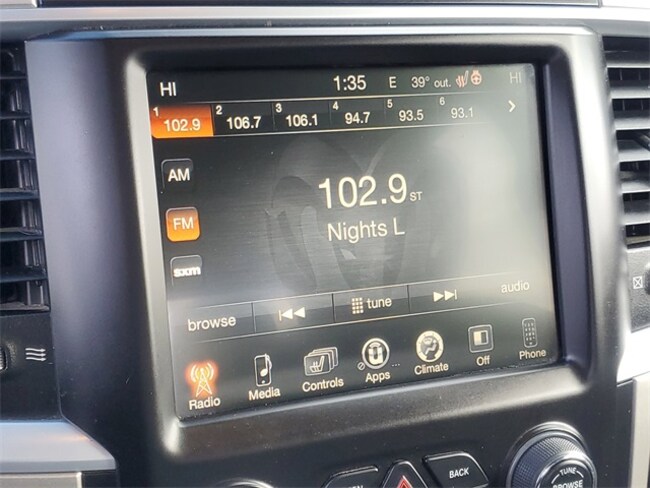 HI 1:35 E 39° out. HI
1 102.9 2 106.7 3 106.1 4 94.7 5 93.5 6 93.1
AM
102.9 ST
FM
Nights L
sxm
browse tune audio
Radio Media Controls Apps ... Climate Off Phone
BACK
TUNE
BROWSE